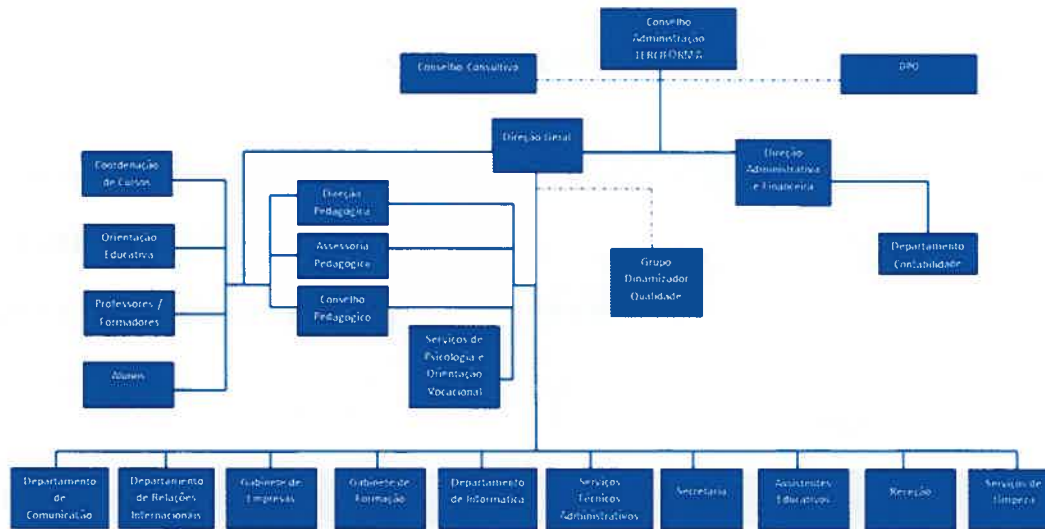 Conselho
Administração
Conselho Consultivo
DPO
Direção Geral
Direção
Administrativa
e Financeira
Coordenação
de Cursos
Direção
Pedagógica
Orientação
Educativa
Assessoria
Pedagógica
Grupo
Dinamizador
Qualidade
Departamento
Contabilidade
Professores /
Formadores
Conselho
Pedagógico
Serviços de
Psicologia e
Orientação
Vocacional
Alunos
Departamento
de
Comunicação
Departamento
de Relações
Internacionais
Gabinete de
Empresas
Gabinete de
Formação
Departamento
de Informatica
Serviços
Técnicos
Administrativos
Secretaria
Assistentes
Educativos
Receção
Serviços de
Limpeza